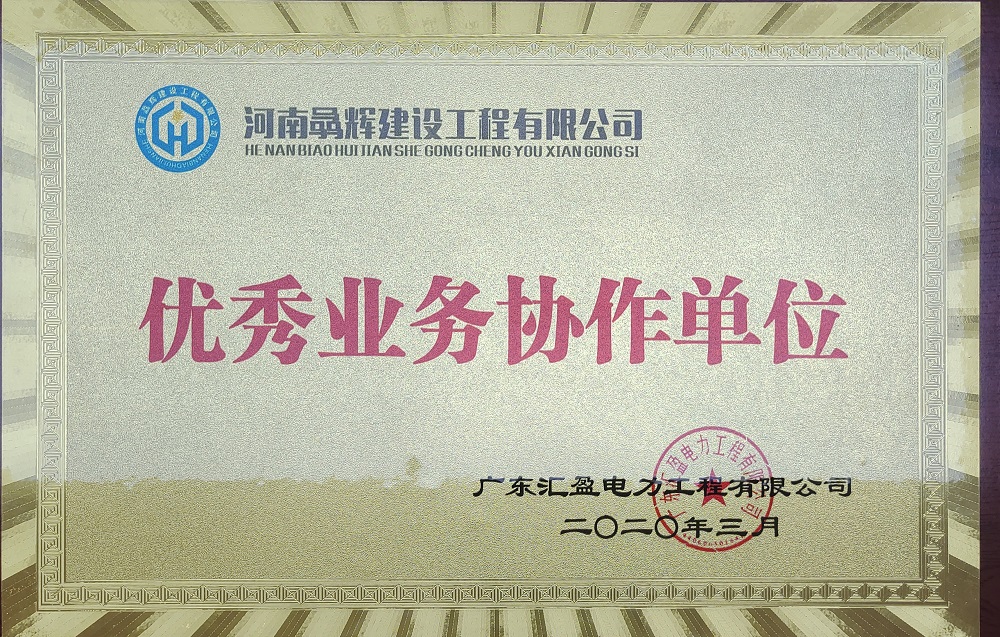 河南骉辉建设工程有限公司
HE NAN BIAO HUI JIAN SHE GONG CHENG YOU XIAN GONG SI
优秀业务协作单位
广东汇盈电力工程有限公司
二〇二〇年三月